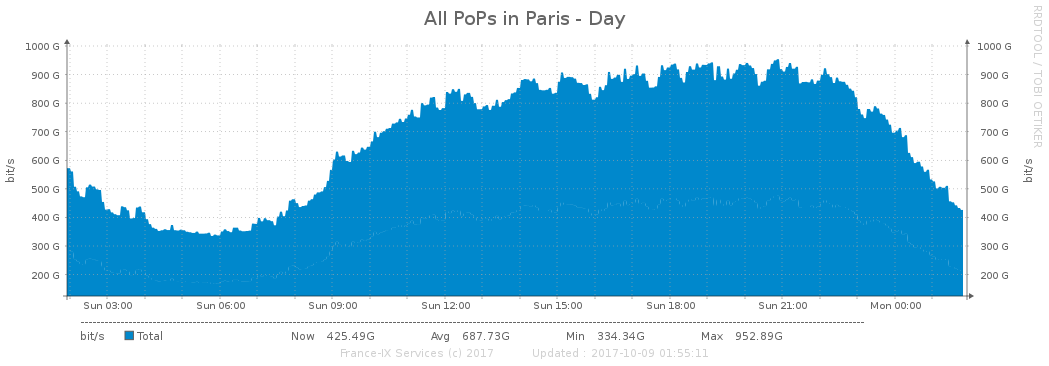 All PoPs in Paris - Day
RRDTOOL / TOBI OETIKER
1000 G 1000 G
900 G 900 G
800 G 800 G
700 G 700 G
600 G 600 G
500 G 500 G
400 G 400 G
300 G 300 G
200 G 200 G
bit/s bit/s
Sun 03:00 Sun 06:00 Sun 09:00 Sun 12:00 Sun 15:00 Sun 18:00 Sun 21:00 Mon 00:00
bit/s Total Now 425.49G Avg 687.73G Min 334.34G Max 952.89G
France-IX Services (c) 2017 Updated : 2017-10-09 01:55:11